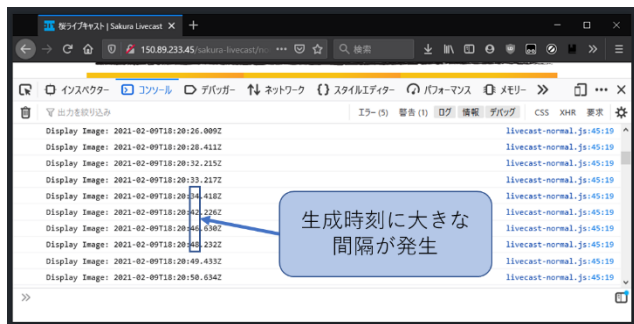 桜ライブキャスト | Sakura Livecast
150.89.233.45/sakura-livecast/no
検索
インスペクター コンソール デバッガー ネットワーク スタイルエディター パフォーマンス メモリー
出力を絞り込み
エラー (5) 警告 (1) ログ 情報 デバッグ CSS XHR 要求
Display Image: 2021-02-09T18:20:26.009Z livecast-normal.js:45:19
Display Image: 2021-02-09T18:20:28.411Z livecast-normal.js:45:19
Display Image: 2021-02-09T18:20:32.215Z livecast-normal.js:45:19
Display Image: 2021-02-09T18:20:33.217Z livecast-normal.js:45:19
Display Image: 2021-02-09T18:20:34.418Z livecast-normal.js:45:19
Display Image: 2021-02-09T18:20:42.226Z livecast-normal.js:45:19
Display Image: 2021-02-09T18:20:46.630Z livecast-normal.js:45:19
Display Image: 2021-02-09T18:20:48.232Z livecast-normal.js:45:19
Display Image: 2021-02-09T18:20:49.433Z livecast-normal.js:45:19
Display Image: 2021-02-09T18:20:50.634Z livecast-normal.js:45:19
生成時刻に大きな
間隔が発生